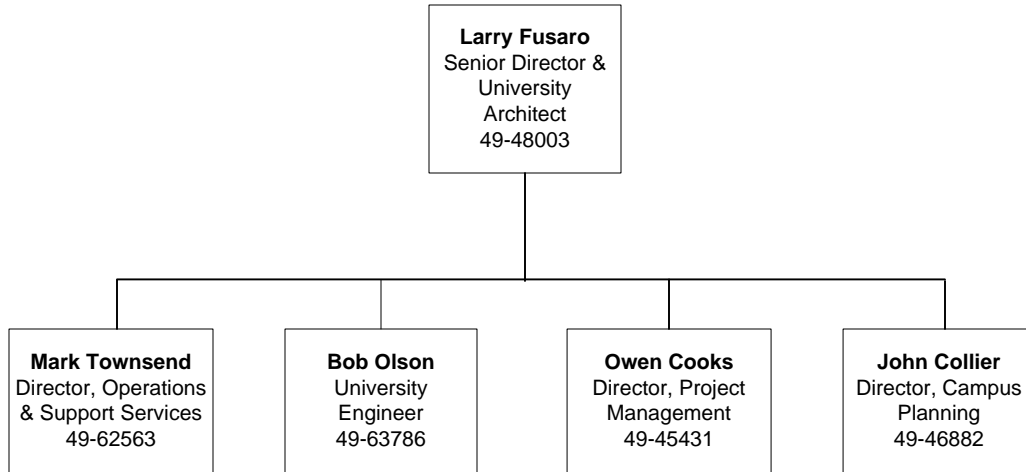 Larry Fusaro
Senior Director &
University
Architect
49-48003
Mark Townsend
Director, Operations
& Support Services
49-62563
Bob Olson
University
Engineer
49-63786
Owen Cooks
Director, Project
Management
49-45431
John Collier
Director, Campus
Planning
49-46882